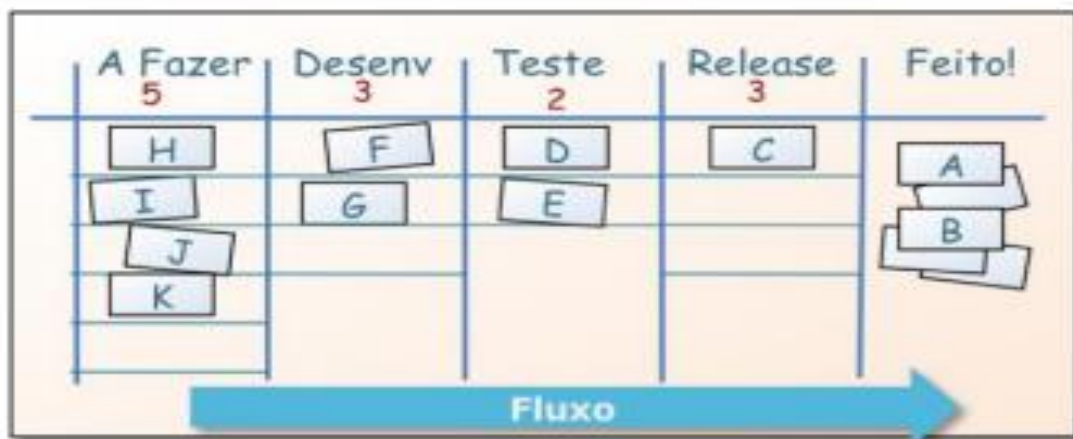 A Fazer Desenv Teste Release Feito!
5 3 2 3
H F D C A
I G E B
J
K
Fluxo